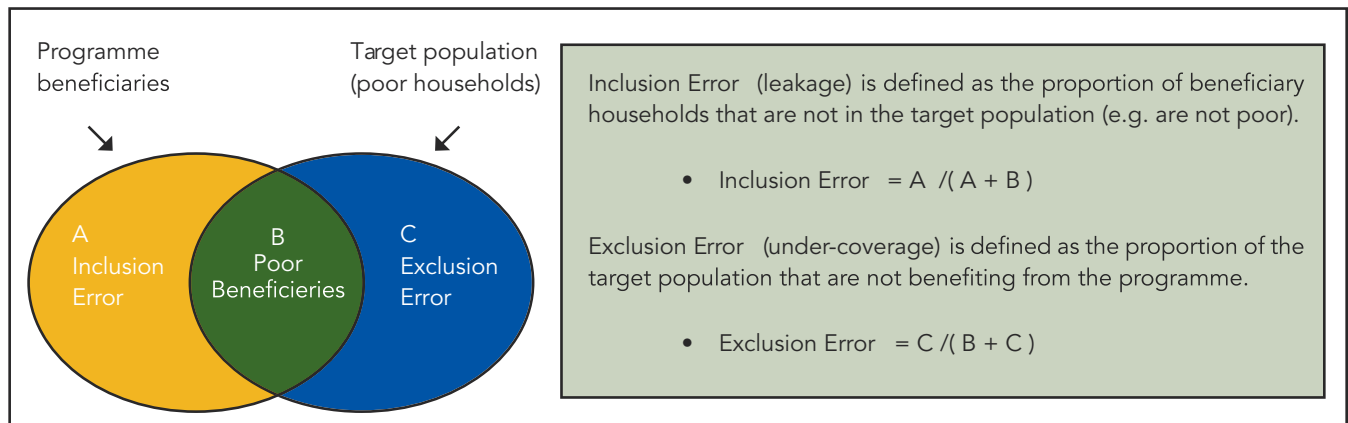 Programme
beneficiaries
Target population
(poor households)
A
Inclusion
Error
B
Poor
Beneficieries
C
Exclusion
Error
Inclusion Error (leakage) is defined as the proportion of beneficiary
households that are not in the target population (e.g. are not poor).
• Inclusion Error = A /( A + B )
Exclusion Error (under-coverage) is defined as the proportion of the
target population that are not benefiting from the programme.
• Exclusion Error = C /( B + C )